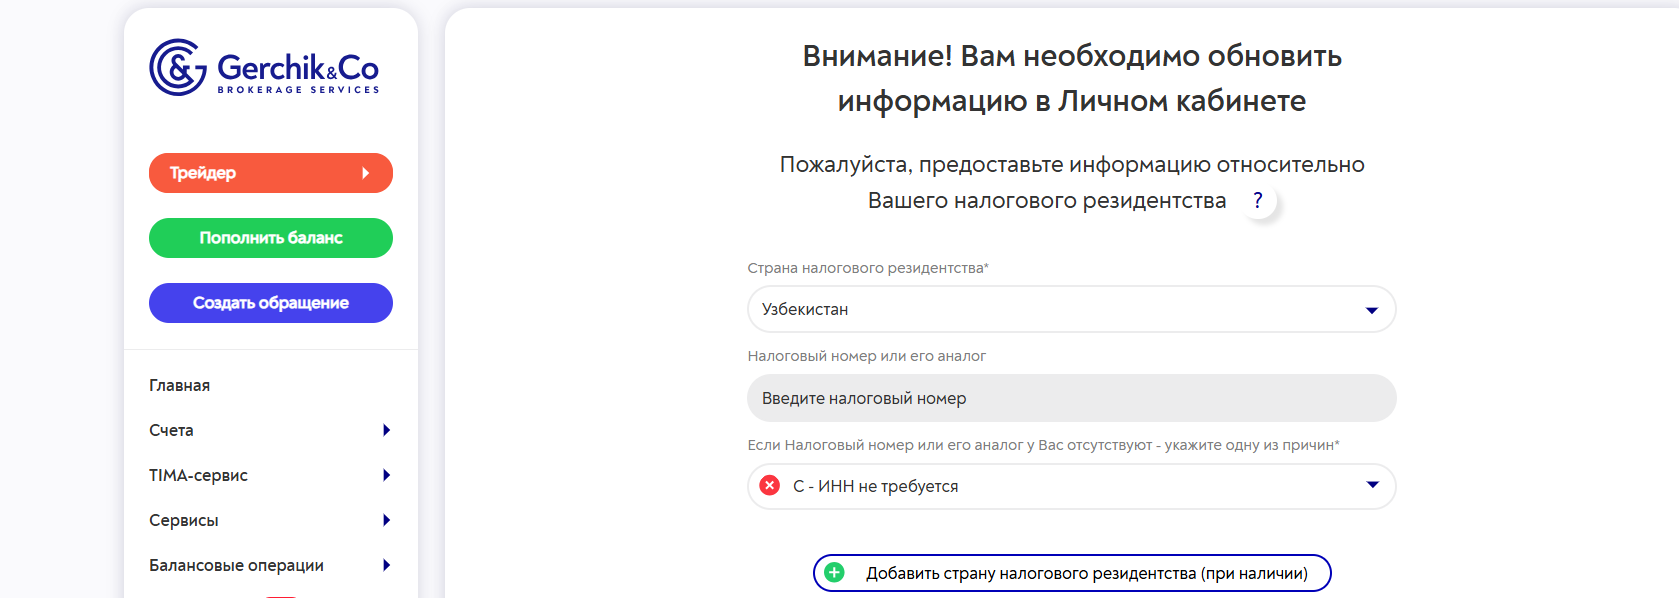 Gerchik&Co
BROKERAGE SERVICES
Трейдер
Пополнить баланс
Создать обращение
Главная
Счета
TIMA-сервис
Сервисы
Балансовые операции
Внимание! Вам необходимо обновить
информацию в Личном кабинете
Пожалуйста, предоставьте информацию относительно
Вашего налогового резидентства ?
Страна налогового резидентства*
Узбекистан
Налоговый номер или его аналог
Введите налоговый номер
Если Налоговый номер или его аналог у Вас отсутствуют - укажите одну из причин*
С - ИНН не требуется
Добавить страну налогового резидентства (при наличии)